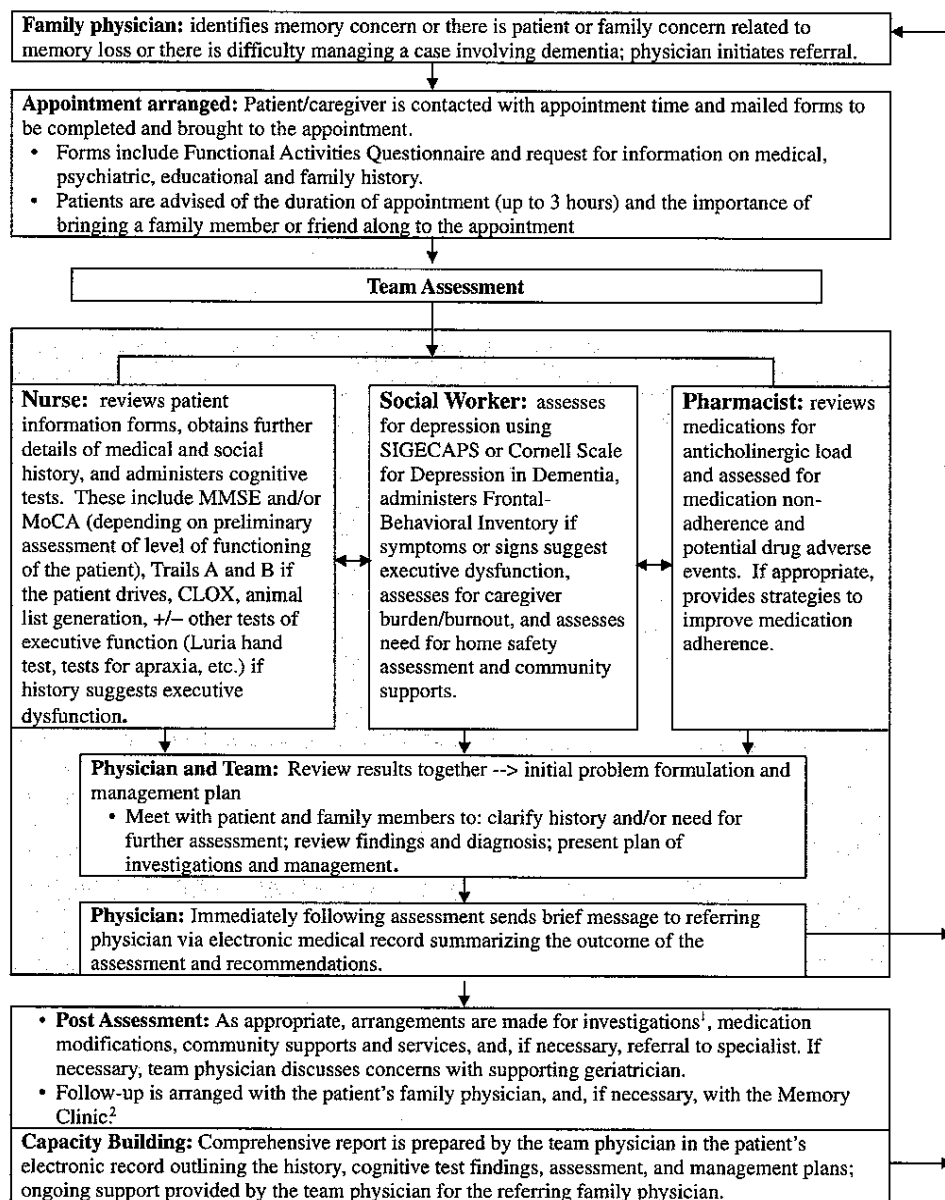 Family physician: identifies memory concern or there is patient or family concern related to
memory loss or there is difficulty managing a case involving dementia; physician initiates referral.
Appointment arranged: Patient/caregiver is contacted with appointment time and mailed forms to
be completed and brought to the appointment.
• Forms include Functional Activities Questionnaire and request for information on medical,
psychiatric, educational and family history.
• Patients are advised of the duration of appointment (up to 3 hours) and the importance of
bringing a family member or friend along to the appointment
Team Assessment
Nurse: reviews patient
information forms, obtains further
details of medical and social
history, and administers cognitive
tests. These include MMSE and/or
MoCA (depending on preliminary
assessment of level of functioning
of the patient), Trails A and B if
the patient drives, CLOX, animal
list generation, +/– other tests of
executive function (Luria hand
test, tests for apraxia, etc.) if
history suggests executive
dysfunction.
Social Worker: assesses
for depression using
SIGECAPS or Cornell Scale
for Depression in Dementia,
administers Frontal-
Behavioral Inventory if
symptoms or signs suggest
executive dysfunction,
assesses for caregiver
burden/burnout, and assesses
need for home safety
assessment and community
supports.
Pharmacist: reviews
medications for
anticholinergic load
and assessed for
medication non-
adherence and
potential drug adverse
events. If appropriate,
provides strategies to
improve medication
adherence.
Physician and Team: Review results together --> initial problem formulation and
management plan
• Meet with patient and family members to: clarify history and/or need for
further assessment; review findings and diagnosis; present plan of
investigations and management.
Physician: Immediately following assessment sends brief message to referring
physician via electronic medical record summarizing the outcome of the
assessment and recommendations.
• Post Assessment: As appropriate, arrangements are made for investigations¹, medication
modifications, community supports and services, and, if necessary, referral to specialist. If
necessary, team physician discusses concerns with supporting geriatrician.
• Follow-up is arranged with the patient's family physician, and, if necessary, with the Memory
Clinic.²
Capacity Building: Comprehensive report is prepared by the team physician in the patient's
electronic record outlining the history, cognitive test findings, assessment, and management plans;
ongoing support provided by the team physician for the referring family physician.